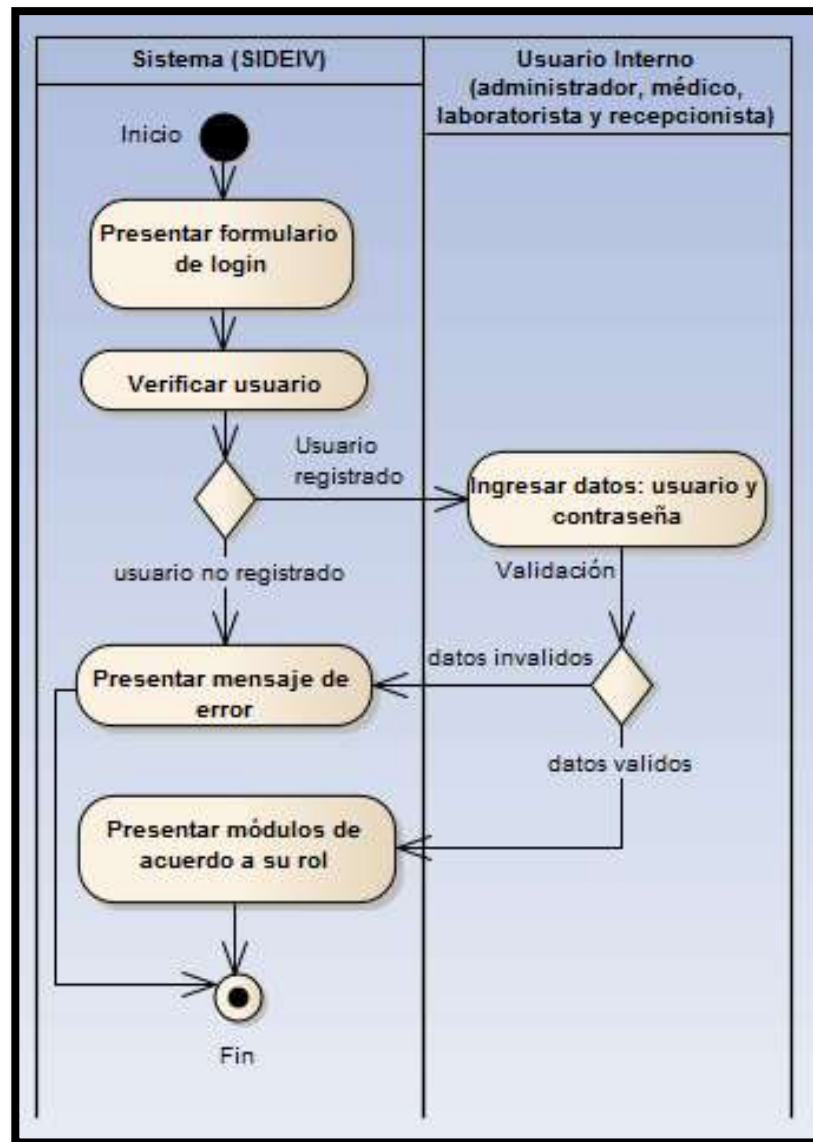 Sistema (SIDEIV)
Usuario Interno
(administrador, médico,
laboratorista y recepcionista)
Inicio
Presentar formulario
de login
Verificar usuario
Usuario
registrado
Ingresar datos: usuario y
contraseña
usuario no registrado
Validación
datos invalidos
Presentar mensaje de
error
datos validos
Presentar módulos de
acuerdo a su rol
Fin